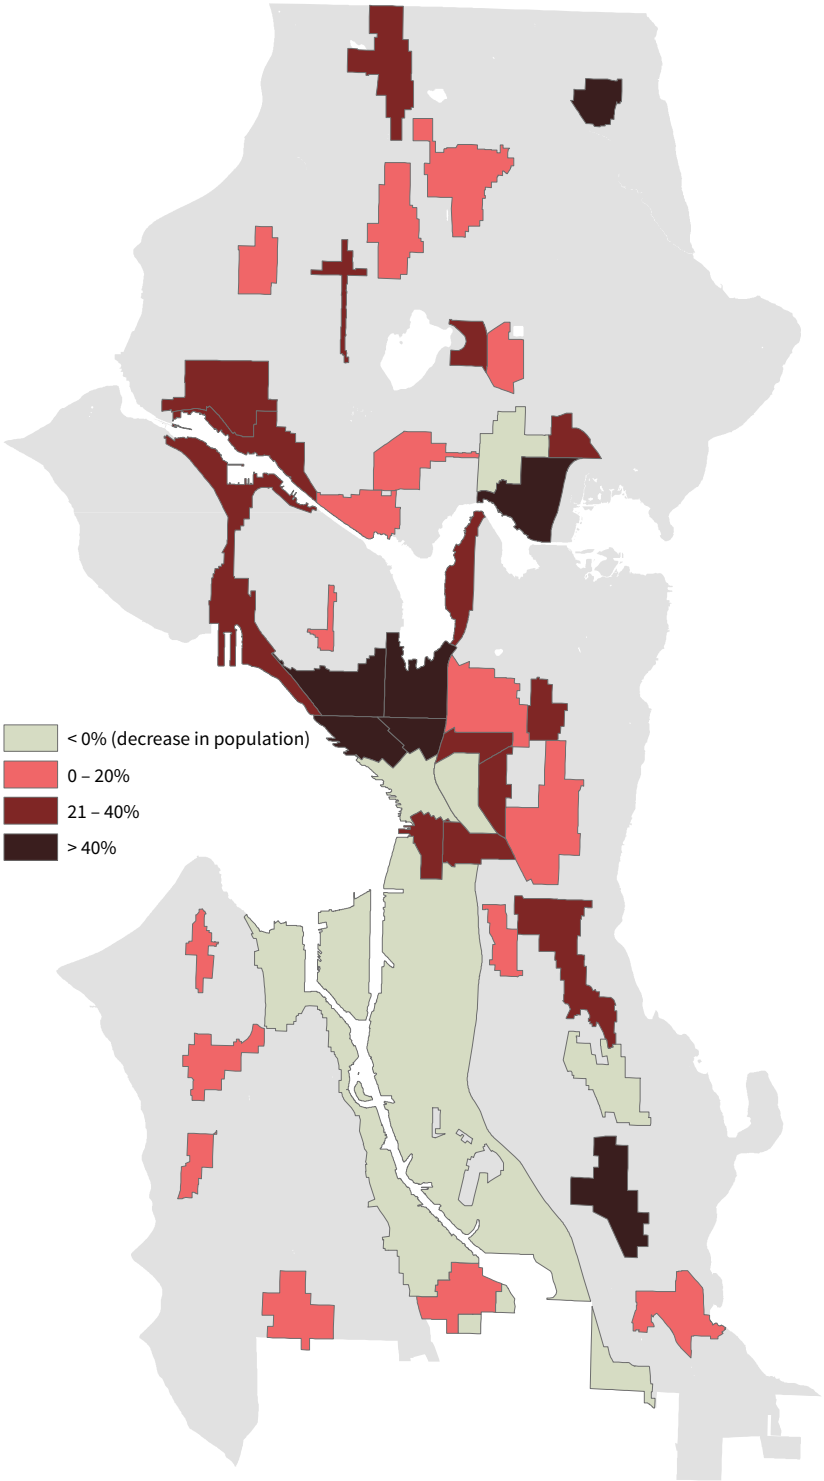 < 0% (decrease in population)
0 – 20%
21 – 40%
> 40%